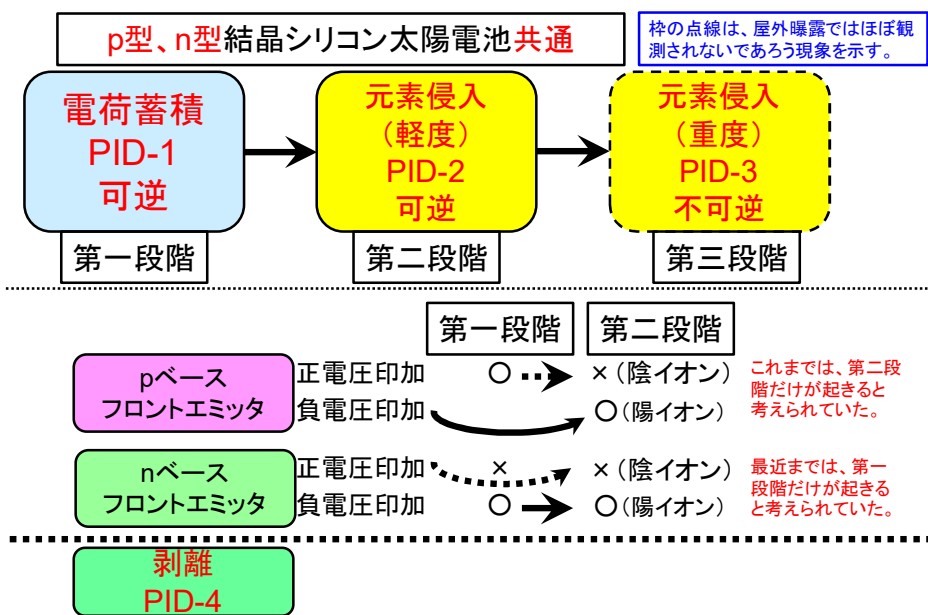 p型、n型結晶シリコン太陽電池共通
枠の点線は、屋外曝露ではほぼ観
測されないであろう現象を示す。
電荷蓄積
PID-1
可逆
第一段階
元素侵入
（軽度）
PID-2
可逆
第二段階
元素侵入
（重度）
PID-3
不可逆
第三段階
第一段階
第二段階
pベース
フロントエミッタ
正電圧印加 ○ ×（陰イオン）
負電圧印加 ○（陽イオン）
これまでは、第二段
階だけが起きると
考えられていた。
nベース
フロントエミッタ
正電圧印加 × ×（陰イオン）
負電圧印加 ○ ○（陽イオン）
最近までは、第一
段階だけが起きる
と考えられていた。
剥離
PID-4